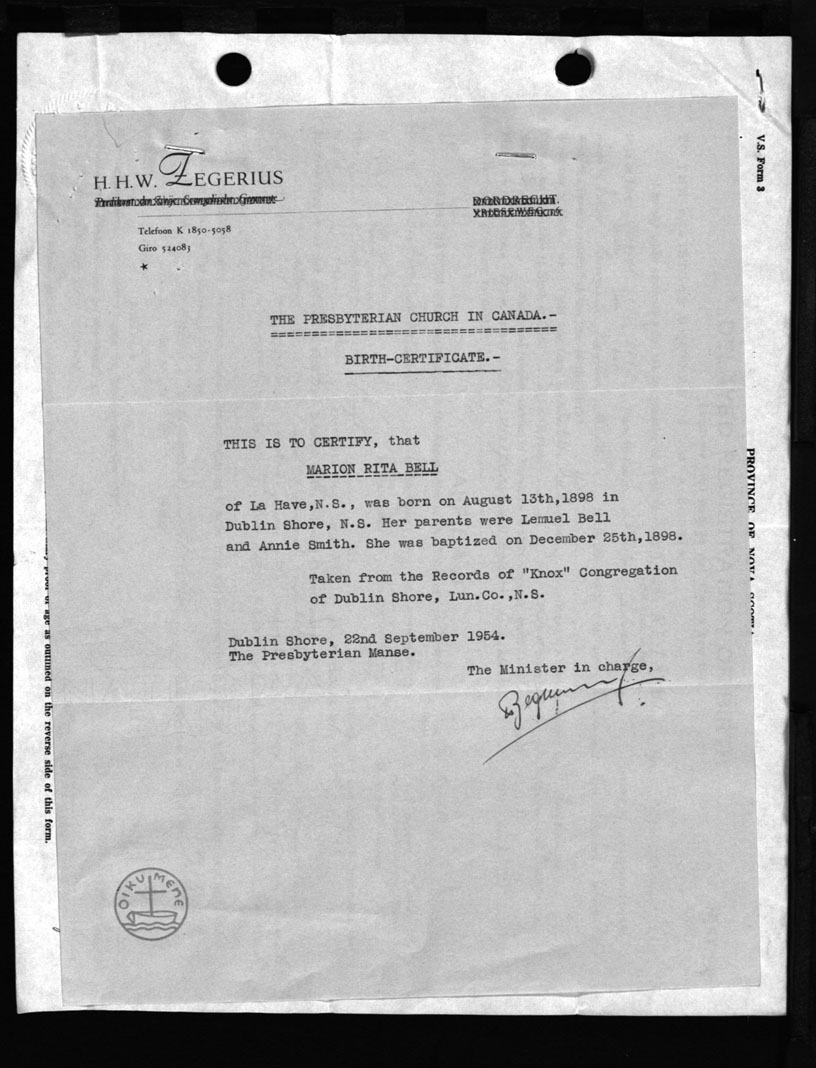 V.S. Form 3
H. H. W. ZEGERIUS
DORDRECHT.
Telefoon K 1850-5058
Giro 524083
*
THE PRESBYTERIAN CHURCH IN CANADA.-
==================================
BIRTH-CERTIFICATE.-
THIS IS TO CERTIFY, that
MARION RITA BELL
of La Have,N.S., was born on August 13th,1898 in
Dublin Shore, N.S. Her parents were Lemuel Bell
and Annie Smith. She was baptized on December 25th,1898.
Taken from the Records of "Knox" Congregation
of Dublin Shore, Lun.Co.,N.S.
Dublin Shore, 22nd September 1954.
The Presbyterian Manse.
The Minister in charge,
OIKUMENE
PROVINCE OF NOVA SCOTIA
proof of age as outlined on the reverse side of this form.